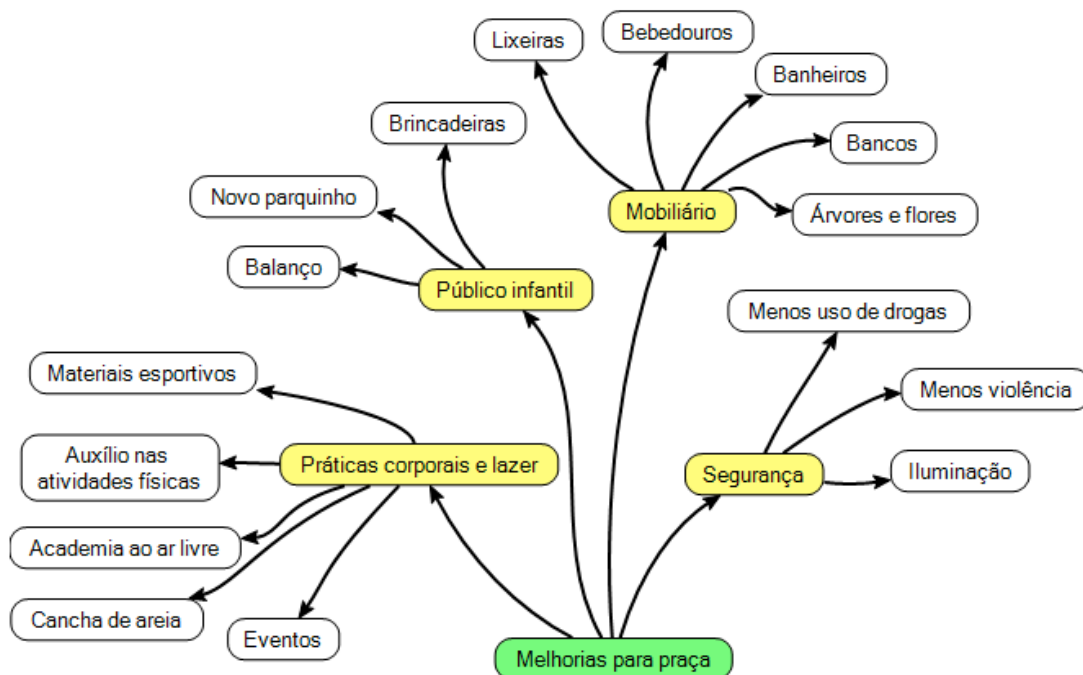 Lixeiras
Bebedouros
Banheiros
Bancos
Árvores e flores
Mobiliário
Brincadeiras
Novo parquinho
Balanço
Público infantil
Menos uso de drogas
Menos violência
Iluminação
Segurança
Materiais esportivos
Auxílio nas
atividades físicas
Academia ao ar livre
Cancha de areia
Eventos
Práticas corporais e lazer
Melhorias para praça